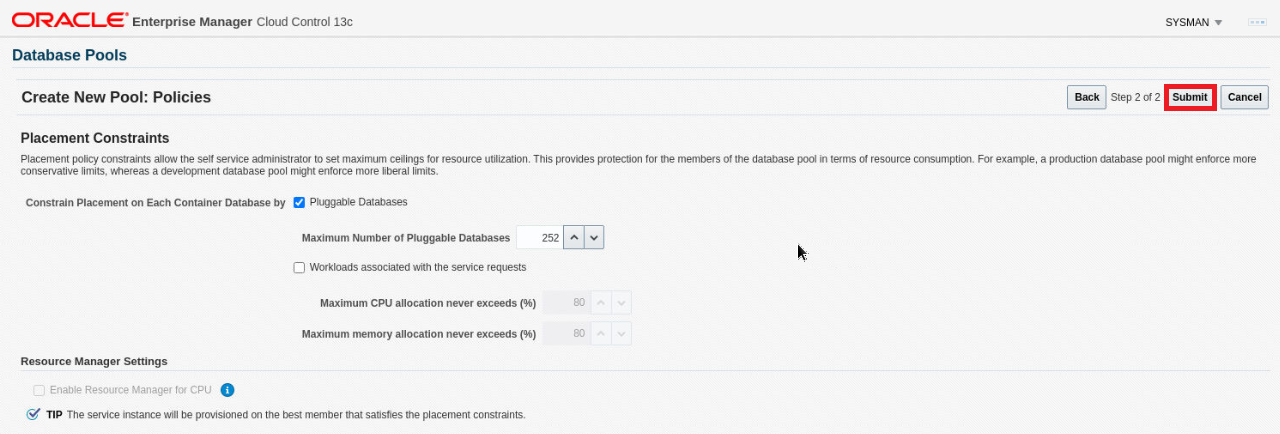 ORACLE Enterprise Manager Cloud Control 13c
SYSMAN
Database Pools
Create New Pool: Policies
Back Step 2 of 2 Submit Cancel
Placement Constraints
Placement policy constraints allow the self service administrator to set maximum ceilings for resource utilization. This provides protection for the members of the database pool in terms of resource consumption. For example, a production database pool might enforce more
conservative limits, whereas a development database pool might enforce more liberal limits.
Constrain Placement on Each Container Database by Pluggable Databases
Maximum Number of Pluggable Databases 252
Workloads associated with the service requests
Maximum CPU allocation never exceeds (%) 80
Maximum memory allocation never exceeds (%) 80
Resource Manager Settings
Enable Resource Manager for CPU
TIP The service instance will be provisioned on the best member that satisfies the placement constraints.